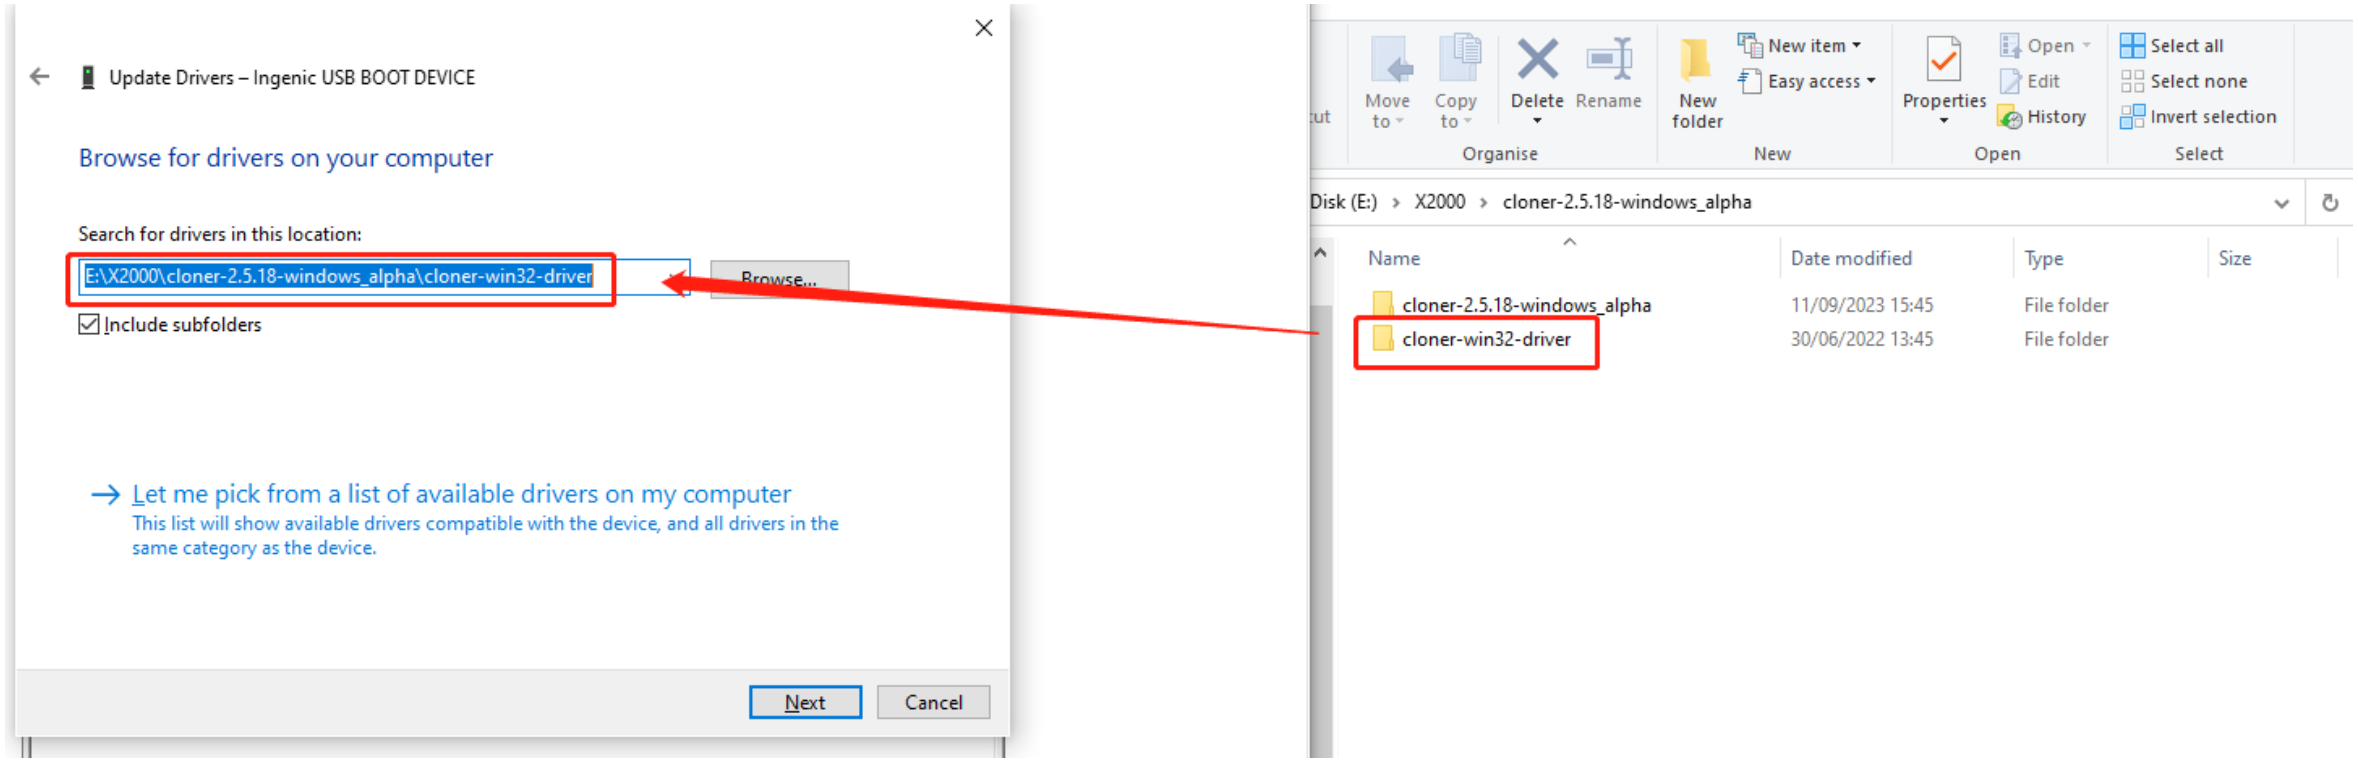 Update Drivers – Ingenic USB BOOT DEVICE
Browse for drivers on your computer
Search for drivers in this location:
E:\X2000\cloner-2.5.18-windows_alpha\cloner-win32-driver
Browse...
Include subfolders
Let me pick from a list of available drivers on my computer
This list will show available drivers compatible with the device, and all drivers in the
same category as the device.
Next
Cancel
cut
Move
to
Copy
to
Delete
Rename
Organise
New
folder
New item
Easy access
New
Properties
Open
Edit
History
Open
Select all
Select none
Invert selection
Select
Disk (E:) > X2000 > cloner-2.5.18-windows_alpha
Name Date modified Type Size
cloner-2.5.18-windows_alpha 11/09/2023 15:45 File folder
cloner-win32-driver 30/06/2022 13:45 File folder